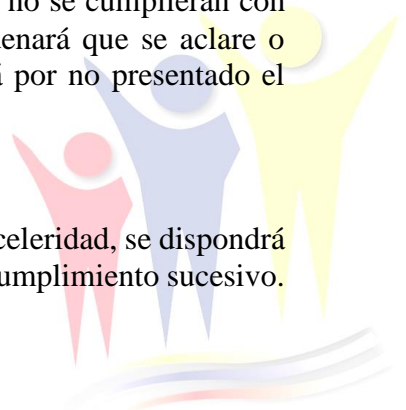 no se cumplieran con
enará que se aclare o
por no presentado el
celeridad, se dispondrá
umplimiento sucesivo.